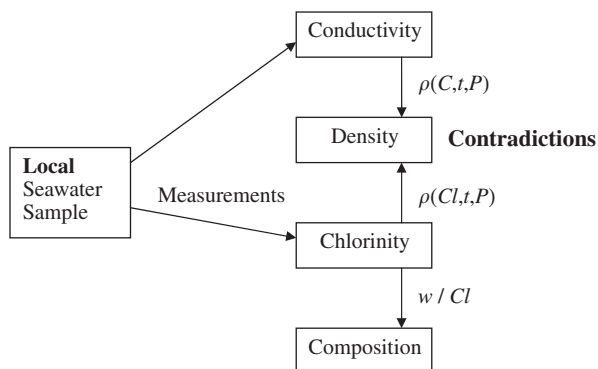 Conductivity
ρ(C,t,P)
Density
Contradictions
Local
Seawater
Sample
Measurements
ρ(Cl,t,P)
Chlorinity
w / Cl
Composition